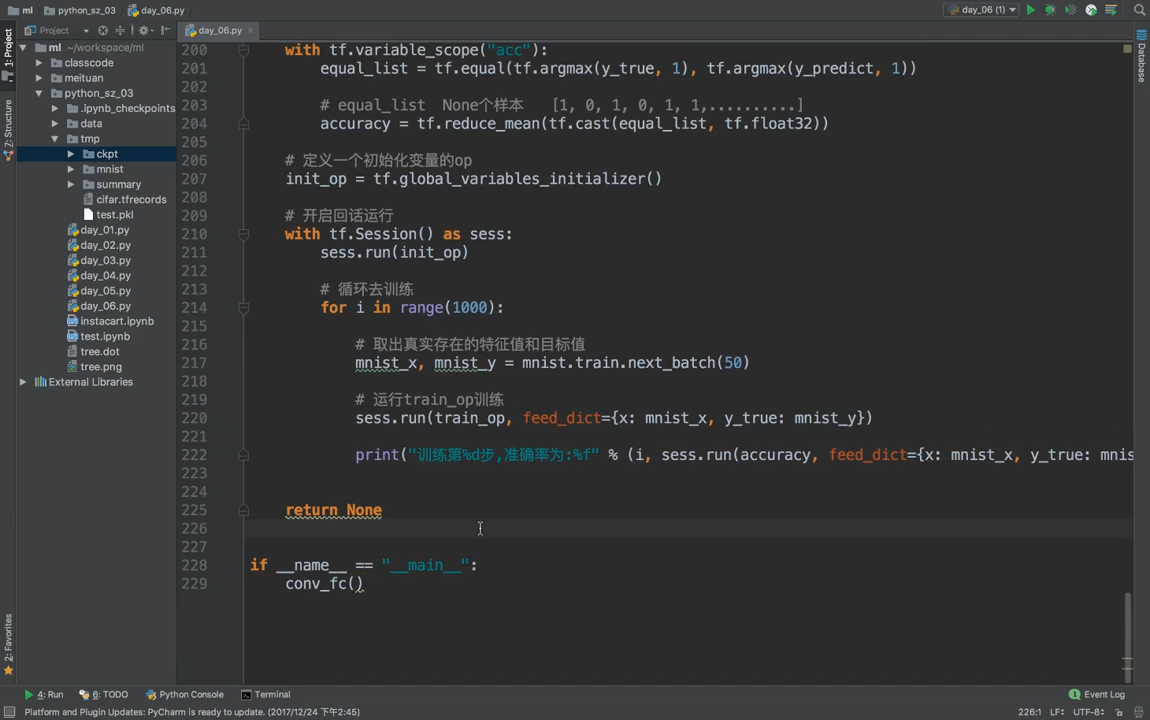 ml python_sz_03 day_06.py
day_06 (1)
Project
day_06.py
1: Project
Z: Structure
2: Favorites
Database
ml ~/workspace/ml
classcode
meituan
python_sz_03
.ipynb_checkpoints
data
tmp
ckpt
mnist
summary
cifar.tfrecords
test.pkl
day_01.py
day_02.py
day_03.py
day_04.py
day_05.py
day_06.py
instacart.ipynb
test.ipynb
tree.dot
tree.png
External Libraries
200 with tf.variable_scope("acc"):
201 equal_list = tf.equal(tf.argmax(y_true, 1), tf.argmax(y_predict, 1))
202
203 # equal_list None个样本 [1, 0, 1, 0, 1, 1,..........]
204 accuracy = tf.reduce_mean(tf.cast(equal_list, tf.float32))
205
206 # 定义一个初始化变量的op
207 init_op = tf.global_variables_initializer()
208
209 # 开启回话运行
210 with tf.Session() as sess:
211 sess.run(init_op)
212
213 # 循环去训练
214 for i in range(1000):
215
216 # 取出真实存在的特征值和目标值
217 mnist_x, mnist_y = mnist.train.next_batch(50)
218
219 # 运行train_op训练
220 sess.run(train_op, feed_dict={x: mnist_x, y_true: mnist_y})
221
222 print("训练第%d步,准确率为:%f" % (i, sess.run(accuracy, feed_dict={x: mnist_x, y_true: mnis
223
224
225 return None
226
227
228 if __name__ == "__main__":
229 conv_fc()
4: Run 6: TODO Python Console Terminal Event Log
Platform and Plugin Updates: PyCharm is ready to update. (2017/12/24 下午2:45) 226:1 LF UTF-8